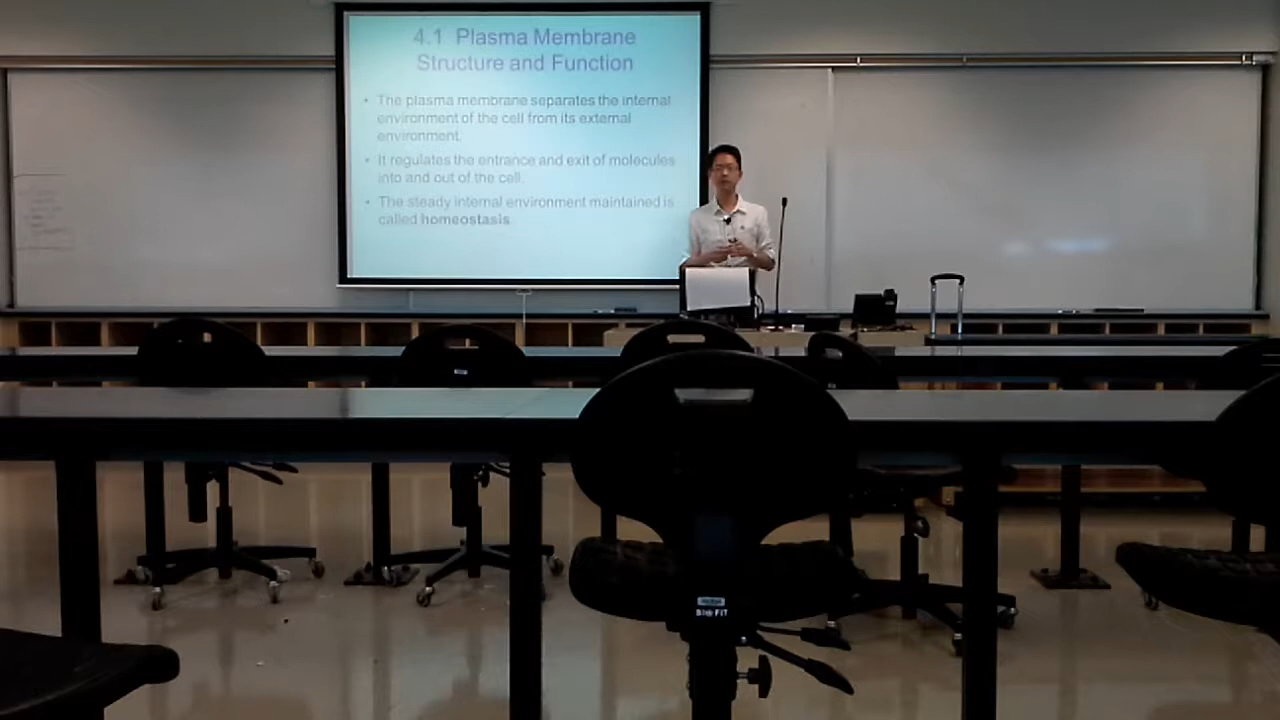 4.1 Plasma Membrane
Structure and Function
• The plasma membrane separates the internal
environment of the cell from its external
environment.
• It regulates the entrance and exit of molecules
into and out of the cell.
• The steady internal environment maintained is
called homeostasis.
BIOFIT